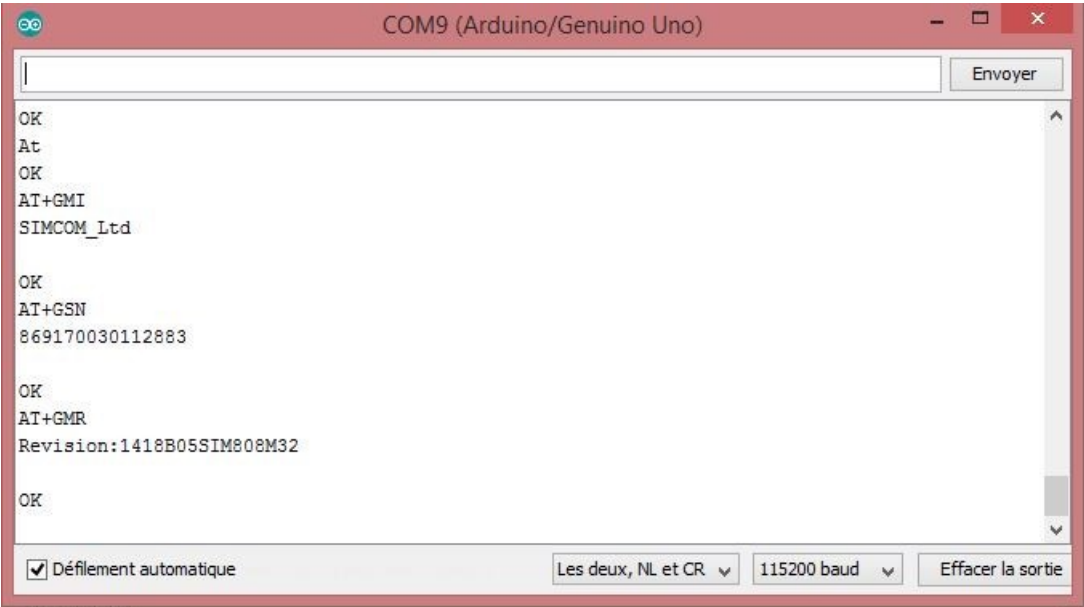 COM9 (Arduino/Genuino Uno)
Envoyer
OK
At
OK
AT+GMI
SIMCOM_Ltd
OK
AT+GSN
869170030112883
OK
AT+GMR
Revision:1418B05SIM808M32
OK
Défilement automatique
Les deux, NL et CR
115200 baud
Effacer la sortie